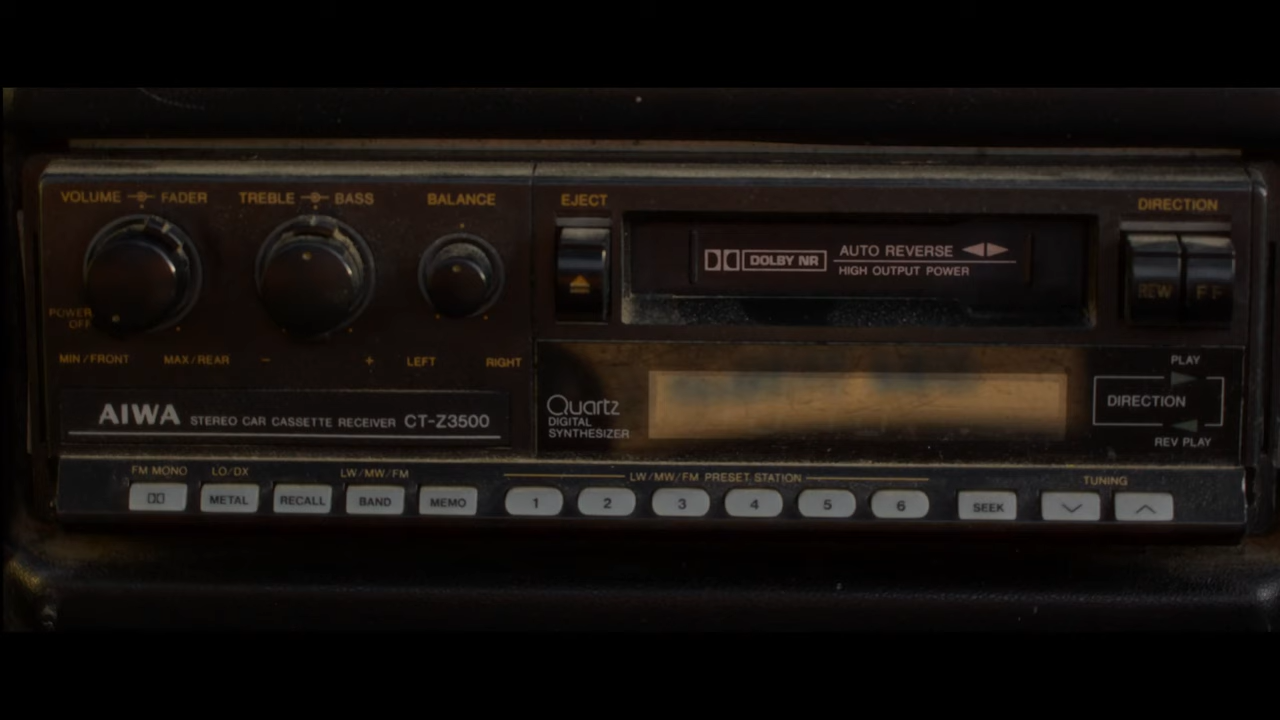 VOLUME FADER TREBLE BASS BALANCE EJECT DIRECTION
DOLBY NR AUTO REVERSE
HIGH OUTPUT POWER
REW FF
POWER
OFF
MIN/FRONT MAX/REAR − + LEFT RIGHT
PLAY
DIRECTION
REV PLAY
Quartz
DIGITAL
SYNTHESIZER
AIWA STEREO CAR CASSETTE RECEIVER CT-Z3500
FM MONO LO/DX LW/MW/FM LW/MW/FM PRESET STATION TUNING
METAL RECALL BAND MEMO 1 2 3 4 5 6 SEEK